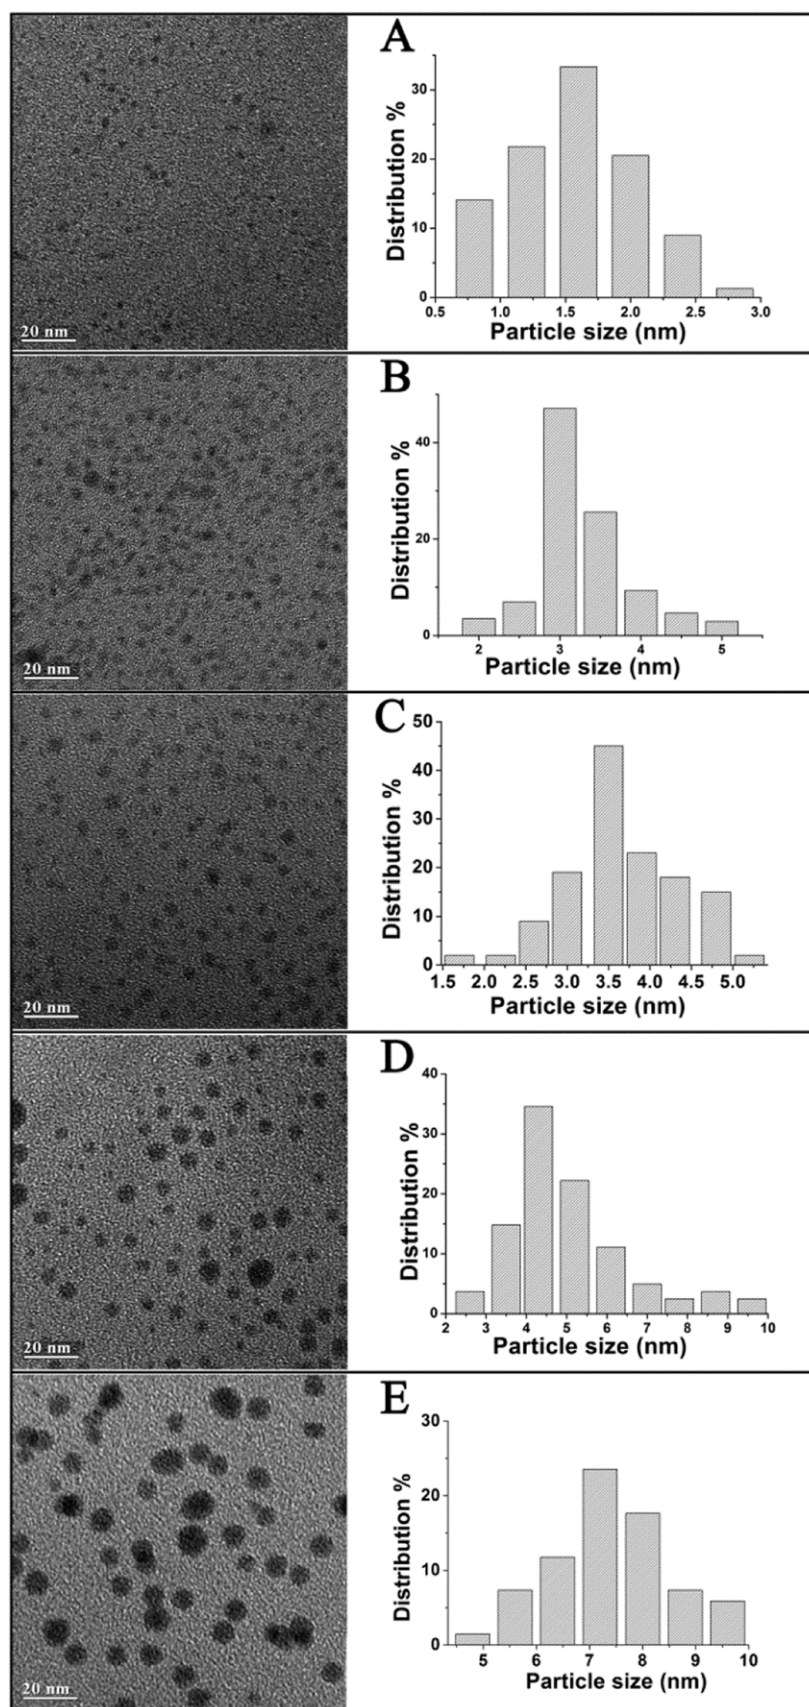 A
Distribution %
30
20
10
0
0.5 1.0 1.5 2.0 2.5 3.0
Particle size (nm)
20 nm
B
Distribution %
40
20
0
2 3 4 5
Particle size (nm)
20 nm
C
Distribution %
50
40
30
20
10
0
1.5 2.0 2.5 3.0 3.5 4.0 4.5 5.0
Particle size (nm)
20 nm
D
Distribution %
40
30
20
10
0
2 3 4 5 6 7 8 9 10
Particle size (nm)
20 nm
E
Distribution %
30
20
10
0
5 6 7 8 9 10
Particle size (nm)
20 nm